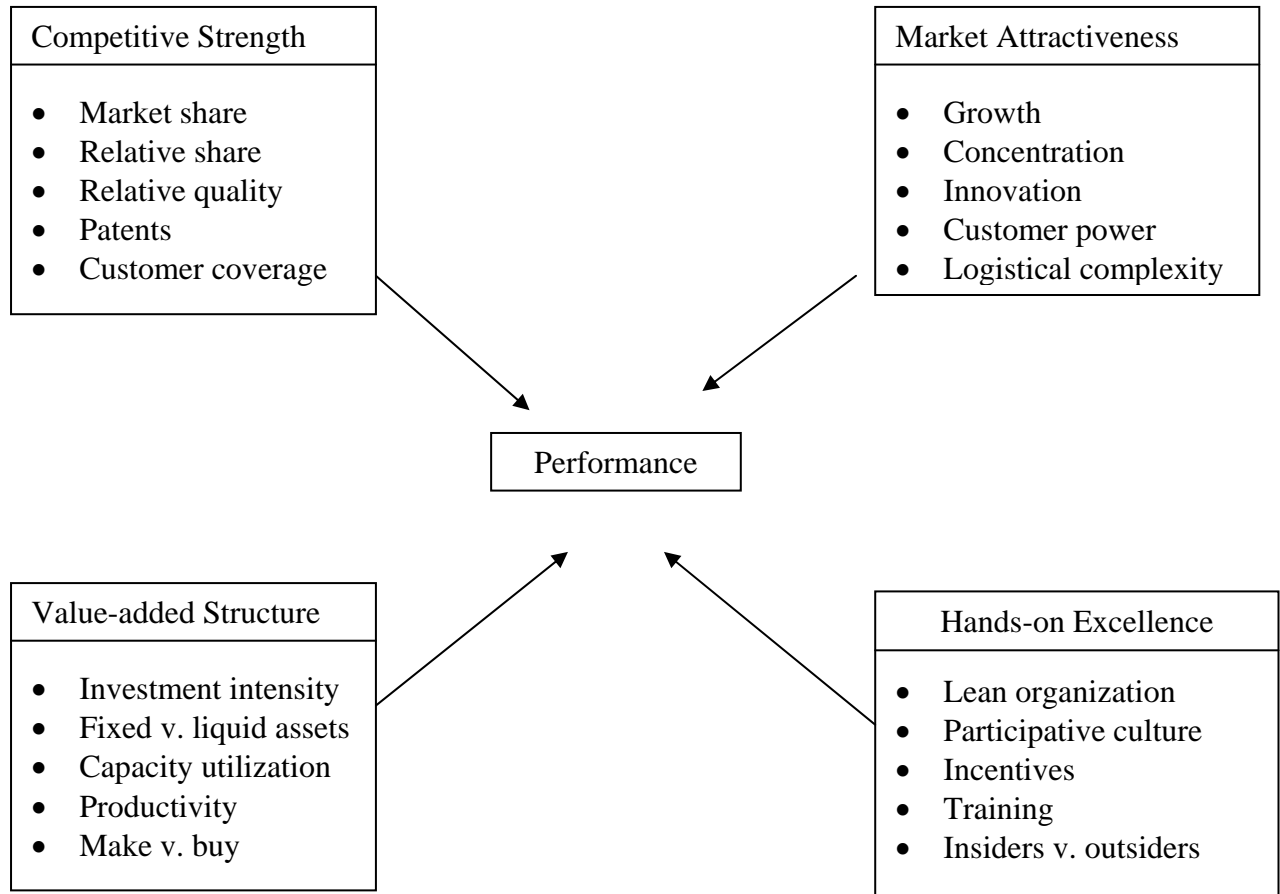 Competitive Strength
• Market share
• Relative share
• Relative quality
• Patents
• Customer coverage
Market Attractiveness
• Growth
• Concentration
• Innovation
• Customer power
• Logistical complexity
Performance
Value-added Structure
• Investment intensity
• Fixed v. liquid assets
• Capacity utilization
• Productivity
• Make v. buy
Hands-on Excellence
• Lean organization
• Participative culture
• Incentives
• Training
• Insiders v. outsiders